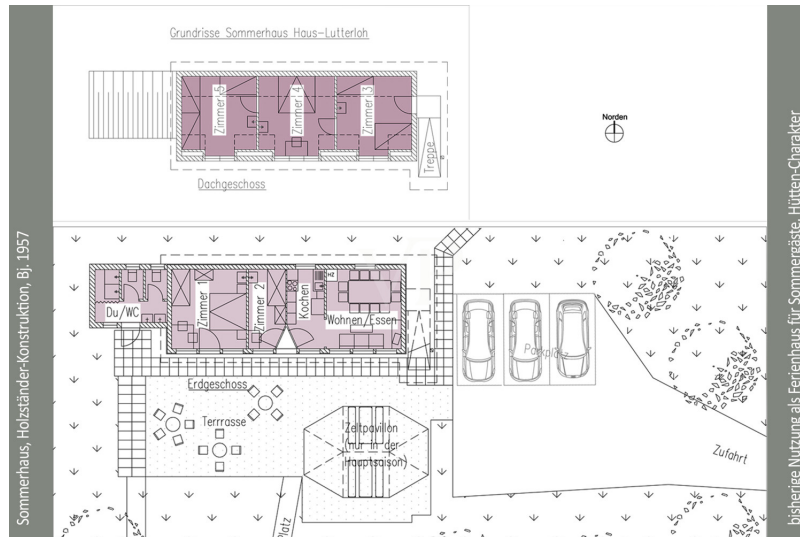 Sommerhaus, Holzständer-Konstruktion, Bj. 1957
Grundrisse Sommerhaus Haus-Lutterloh
Norden
Zimmer 5
Zimmer 4
Zimmer 3
Treppe
Dachgeschoss
Du/WC
Zimmer 1
Zimmer 2
Kochen
HZ
Wohnen/Essen
Parkplatz
Erdgeschoss
Terrrasse
Zeltpavillon
(nur in der
Hauptsaison)
Zufahrt
Platz
bisherige Nutzung als Ferienhaus für Sommergäste, Hütten-Charakter